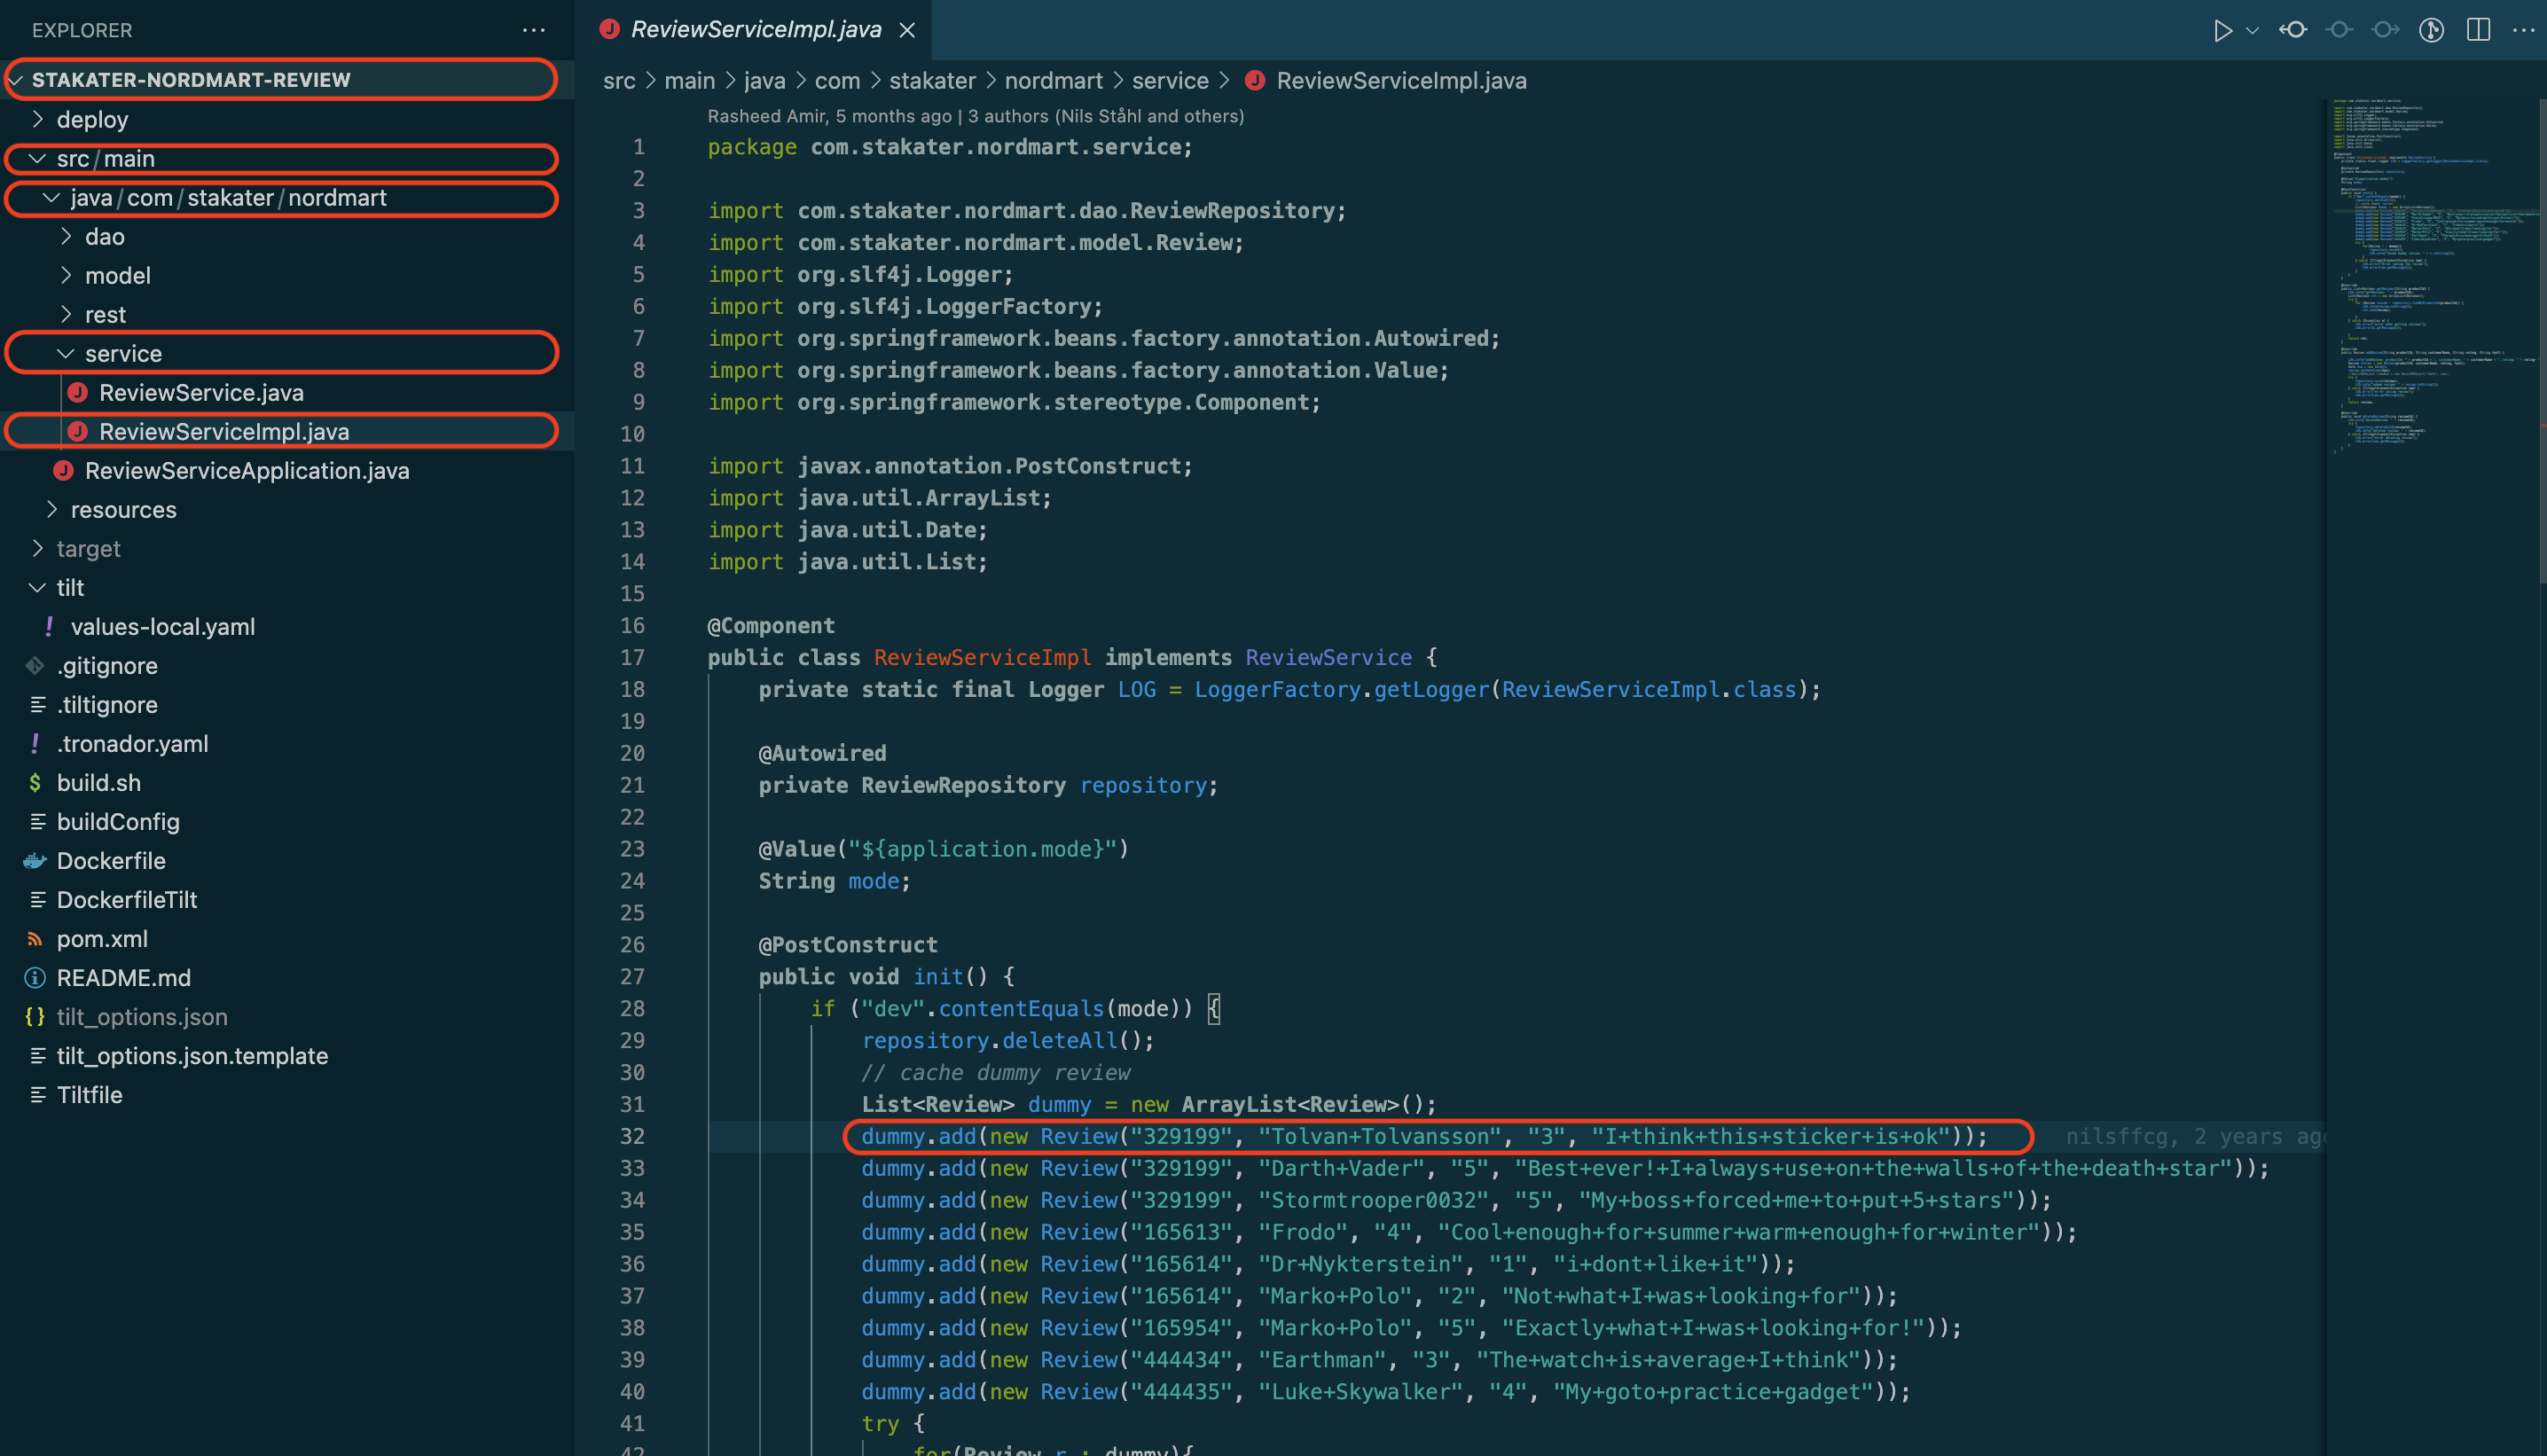 EXPLORER
STAKATER-NORDMART-REVIEW
deploy
src/main
java/com/stakater/nordmart
dao
model
rest
service
ReviewService.java
ReviewServiceImpl.java
ReviewServiceApplication.java
resources
target
tilt
values-local.yaml
.gitignore
.tiltignore
.tronador.yaml
build.sh
buildConfig
Dockerfile
DockerfileTilt
pom.xml
README.md
tilt_options.json
tilt_options.json.template
Tiltfile
ReviewServiceImpl.java
src > main > java > com > stakater > nordmart > service > ReviewServiceImpl.java
Rasheed Amir, 5 months ago | 3 authors (Nils Ståhl and others)
1 package com.stakater.nordmart.service;
2
3 import com.stakater.nordmart.dao.ReviewRepository;
4 import com.stakater.nordmart.model.Review;
5 import org.slf4j.Logger;
6 import org.slf4j.LoggerFactory;
7 import org.springframework.beans.factory.annotation.Autowired;
8 import org.springframework.beans.factory.annotation.Value;
9 import org.springframework.stereotype.Component;
10
11 import javax.annotation.PostConstruct;
12 import java.util.ArrayList;
13 import java.util.Date;
14 import java.util.List;
15
16 @Component
17 public class ReviewServiceImpl implements ReviewService {
18 private static final Logger LOG = LoggerFactory.getLogger(ReviewServiceImpl.class);
19
20 @Autowired
21 private ReviewRepository repository;
22
23 @Value("${application.mode}")
24 String mode;
25
26 @PostConstruct
27 public void init() {
28 if ("dev".contentEquals(mode)) {
29 repository.deleteAll();
30 // cache dummy review
31 List<Review> dummy = new ArrayList<Review>();
32 dummy.add(new Review("329199", "Tolvan+Tolvansson", "3", "I+think+this+sticker+is+ok")); nilsffcg, 2 years ago
33 dummy.add(new Review("329199", "Darth+Vader", "5", "Best+ever!+I+always+use+on+the+walls+of+the+death+star"));
34 dummy.add(new Review("329199", "Stormtrooper0032", "5", "My+boss+forced+me+to+put+5+stars"));
35 dummy.add(new Review("165613", "Frodo", "4", "Cool+enough+for+summer+warm+enough+for+winter"));
36 dummy.add(new Review("165614", "Dr+Nykterstein", "1", "i+dont+like+it"));
37 dummy.add(new Review("165614", "Marko+Polo", "2", "Not+what+I+was+looking+for"));
38 dummy.add(new Review("165954", "Marko+Polo", "5", "Exactly+what+I+was+looking+for!"));
39 dummy.add(new Review("444434", "Earthman", "3", "The+watch+is+average+I+think"));
40 dummy.add(new Review("444435", "Luke+Skywalker", "4", "My+goto+practice+gadget"));
41 try {
42 for(Review r : dummy){